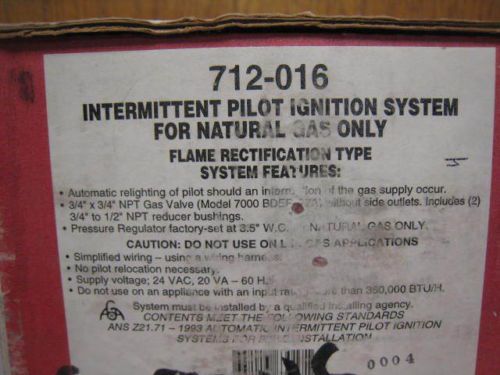 712-016
INTERMITTENT PILOT IGNITION SYSTEM
FOR NATURAL GAS ONLY
FLAME RECTIFICATION TYPE
SYSTEM FEATURES:
• Automatic relighting of pilot should an interruption of the gas supply occur.
• 3/4" x 3/4" NPT Gas Valve (Model 7000 without side outlets. Includes (2)
3/4" to 1/2" NPT reducer bushings.
• Pressure Regulator factory-set at 3.5" W.C. NATURAL GAS ONLY.
CAUTION: DO NOT USE ON L.P. GAS APPLICATIONS
• Simplified wiring – using a wiring harness.
• No pilot relocation necessary.
• Supply voltage; 24 VAC, 20 VA – 60 H.
• Do not use on an appliance with an input more than 360,000 BTU/H.
System must be installed by a qualified installing agency.
CONTENTS MEET THE FOLLOWING STANDARDS
ANS Z21.71 – 1993 AUTOMATIC INTERMITTENT PILOT IGNITION
SYSTEMS FOR INSTALLATION
0004